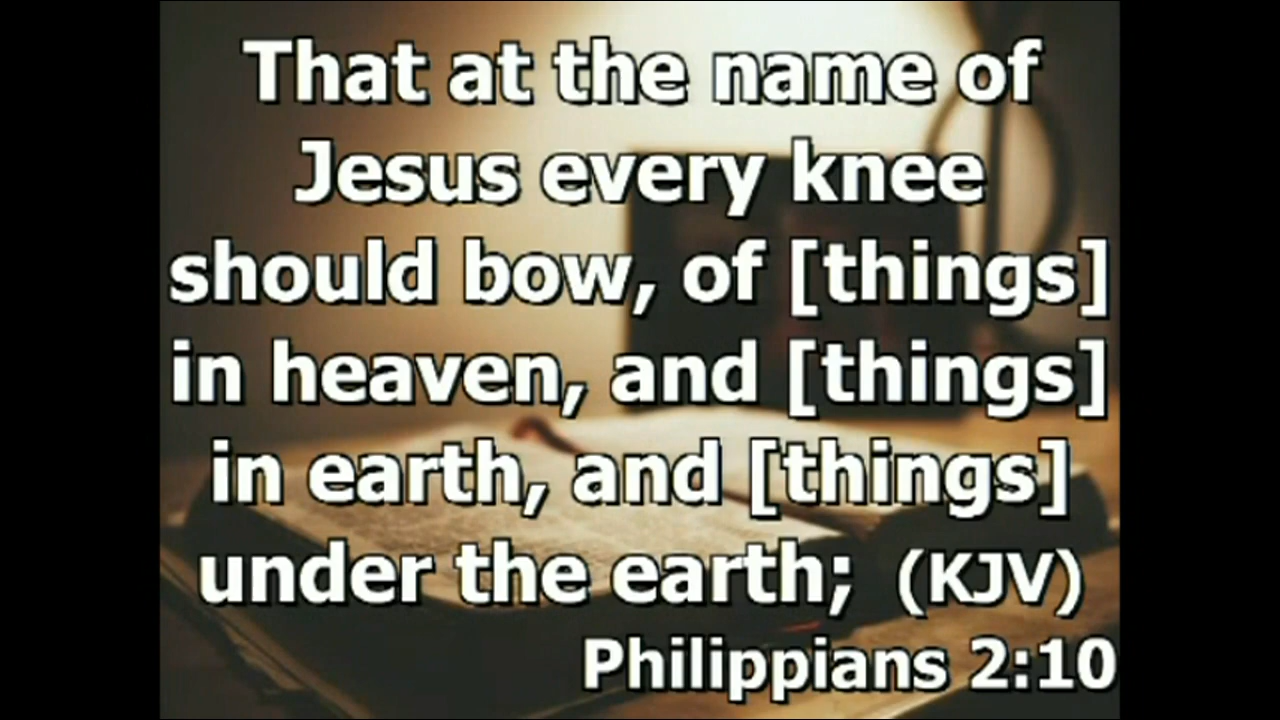 That at the name of
Jesus every knee
should bow, of [things]
in heaven, and [things]
in earth, and [things]
under the earth; (KJV)
Philippians 2:10